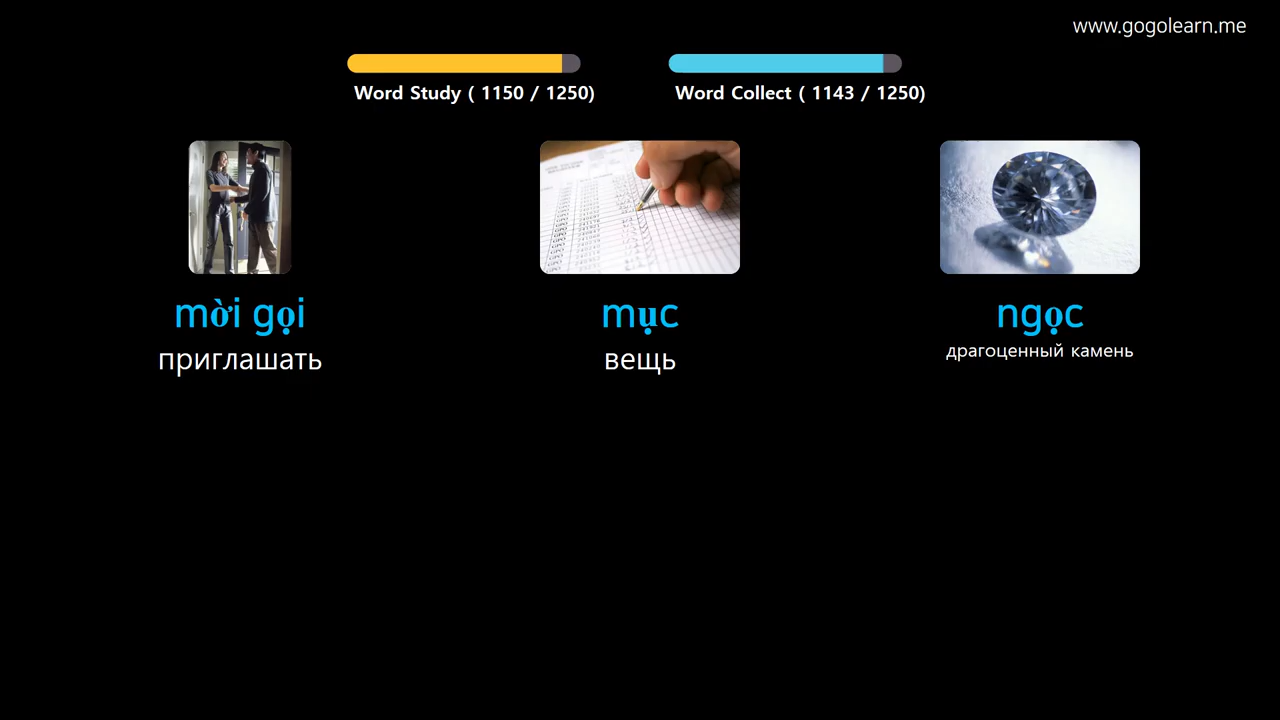 www.gogolearn.me
Word Study ( 1150 / 1250)
Word Collect ( 1143 / 1250)
mời gọi
приглашать
mục
вещь
ngọc
драгоценный камень